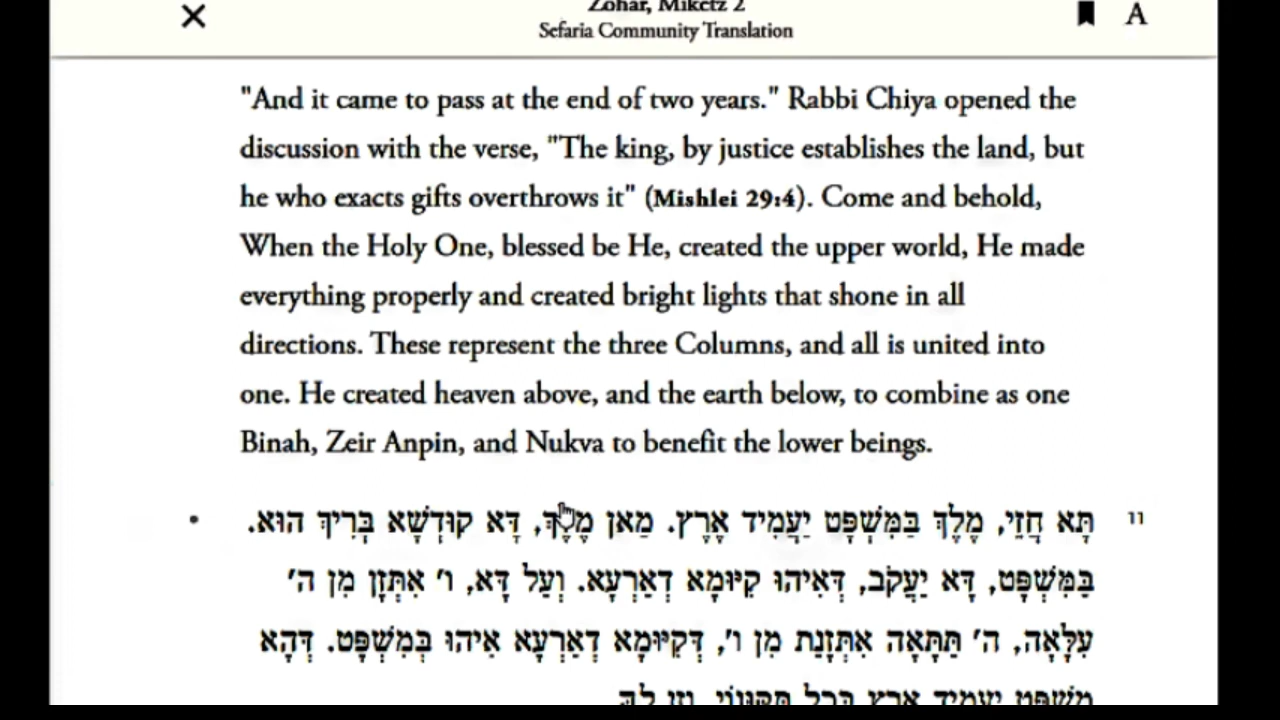 Zohar, Miketz 2
Sefaria Community Translation
A
"And it came to pass at the end of two years." Rabbi Chiya opened the
discussion with the verse, "The king, by justice establishes the land, but
he who exacts gifts overthrows it" (Mishlei 29:4). Come and behold,
When the Holy One, blessed be He, created the upper world, He made
everything properly and created bright lights that shone in all
directions. These represent the three Columns, and all is united into
one. He created heaven above, and the earth below, to combine as one
Binah, Zeir Anpin, and Nukva to benefit the lower beings.
11
תָּא חֲזֵי, מֶלֶךְ בַּמִּשְׁפָּט יַעֲמִיד אָרֶץ. מַאן מֶלֶךְ, דָּא קוּדְשָׁא בְּרִיךְ הוּא.
בַּמִּשְׁפָּט, דָּא יַעֲקֹב, דְּאִיהוּ קִיּוּמָא דְאַרְעָא. וְעַל דָּא, ו' אִתְּזָן מִן ה'
עִלָּאָה, ה' תַּתָּאָה אִתְּזָנַת מִן ו', דְּקִיּוּמָא דְאַרְעָא אִיהוּ בְּמִשְׁפָּט. דְּהָא
מִשְׁפָּט יַעֲמִיד אֶרֶץ בְּכָל תִּקּוּנוֹי, וְזַן לָהּ